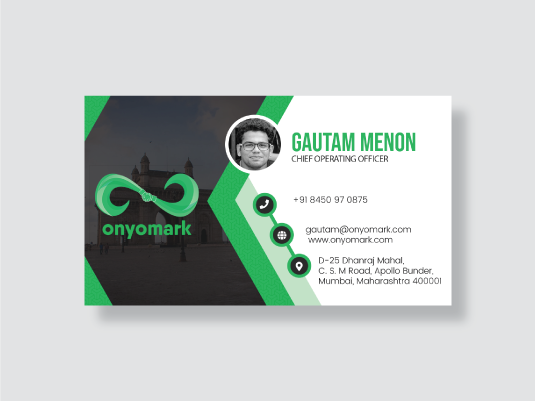 onyomark
GAUTAM MENON
CHIEF OPERATING OFFICER
+91 8450 97 0875
gautam@onyomark.com
www.onyomark.com
D-25 Dhanraj Mahal,
C. S. M Road, Apollo Bunder,
Mumbai, Maharashtra 400001